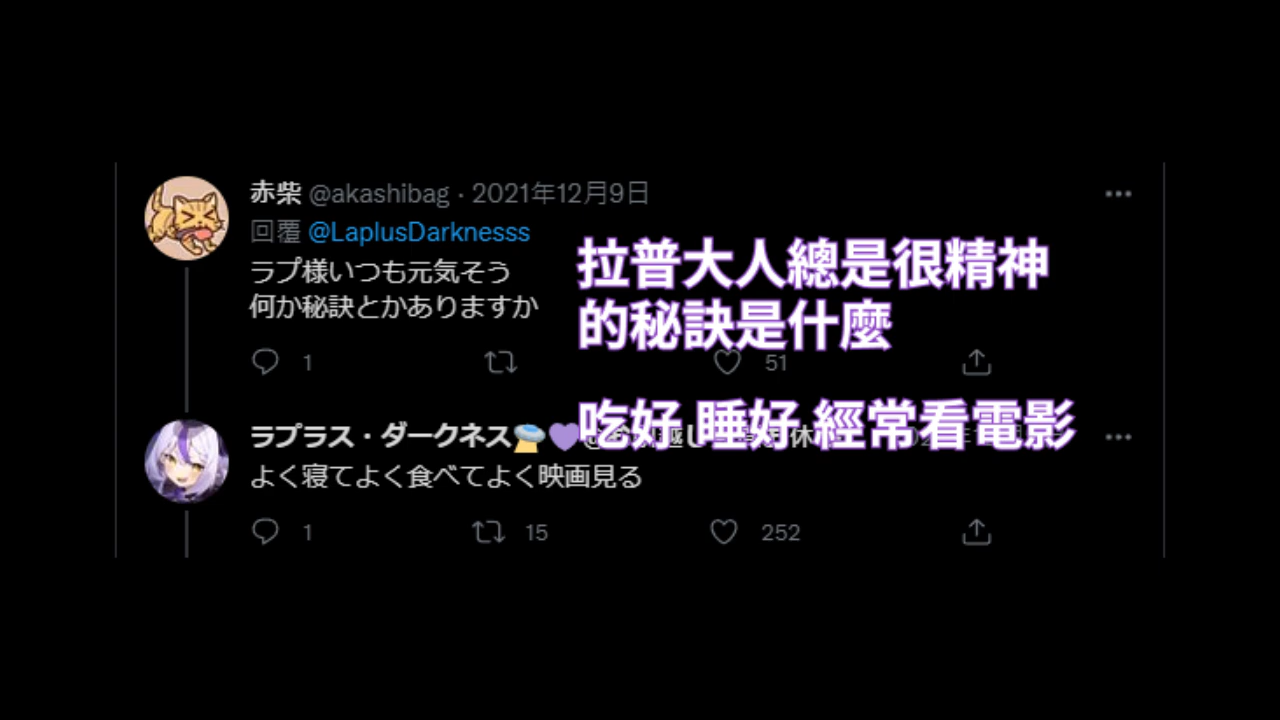 赤柴 @akashibag · 2021年12月9日
回覆 @LaplusDarknesss
ラプ様いつも元気そう
何か秘訣とかありますか
拉普大人總是很精神
的秘訣是什麼
1
51
吃好 睡好 經常看電影
ラプラス・ダークネス🛸💜
よく寝てよく食べてよく映画見る
1 15 252